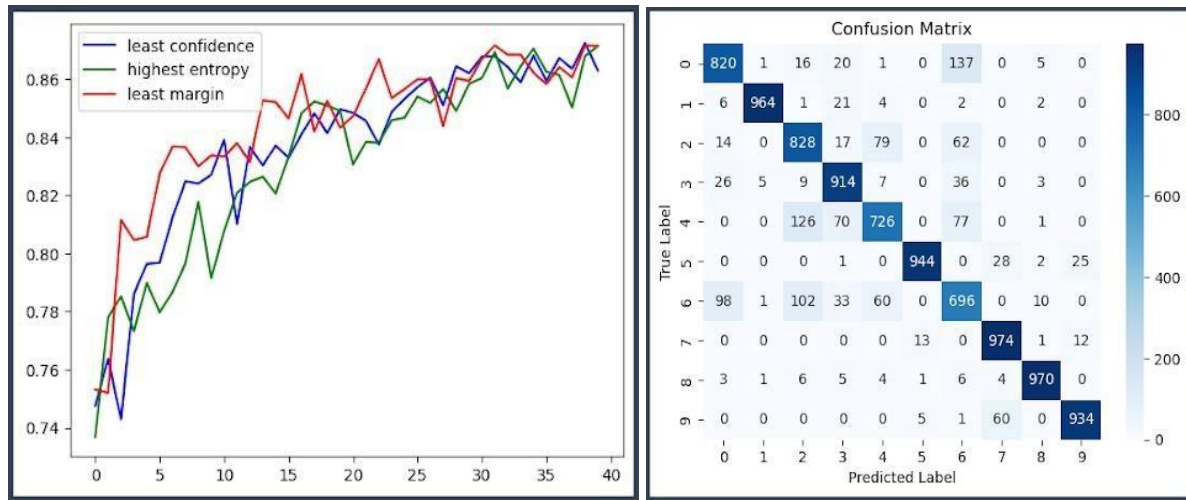 least confidence
highest entropy
least margin
0.86
0.84
0.82
0.80
0.78
0.76
0.74
0 5 10 15 20 25 30 35 40
Confusion Matrix
True Label
0 820 1 16 20 1 0 137 0 5 0
1 6 964 1 21 4 0 2 0 2 0
2 14 0 828 17 79 0 62 0 0 0
3 26 5 9 914 7 0 36 0 3 0
4 0 0 126 70 726 0 77 0 1 0
5 0 0 0 1 0 944 0 28 2 25
6 98 1 102 33 60 0 696 0 10 0
7 0 0 0 0 0 13 0 974 1 12
8 3 1 6 5 4 1 6 4 970 0
9 0 0 0 0 0 5 1 60 0 934
0 1 2 3 4 5 6 7 8 9
Predicted Label
800
600
400
200
0